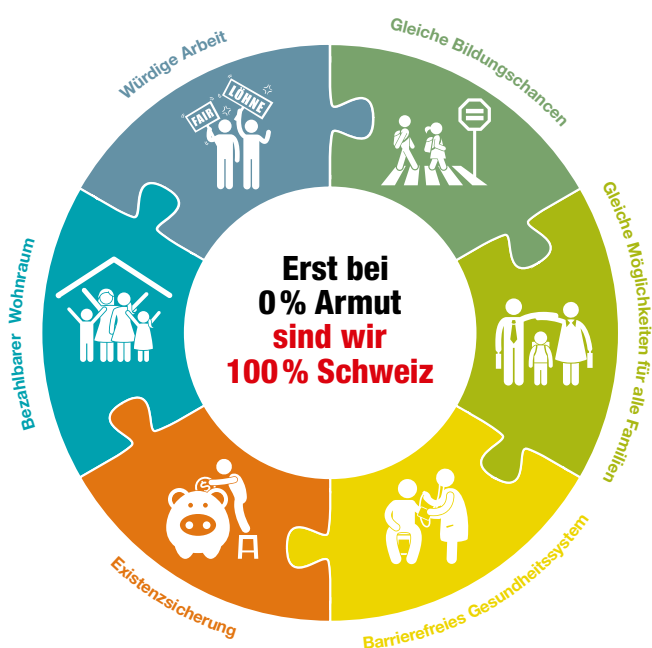 Würdige Arbeit
Gleiche Bildungschancen
FAIR
LÖHNE
Gleiche Möglichkeiten für alle Familien
Bezahlbarer Wohnraum
Erst bei
0% Armut
sind wir
100% Schweiz
Existenzsicherung
Barrierefreies Gesundheitssystem